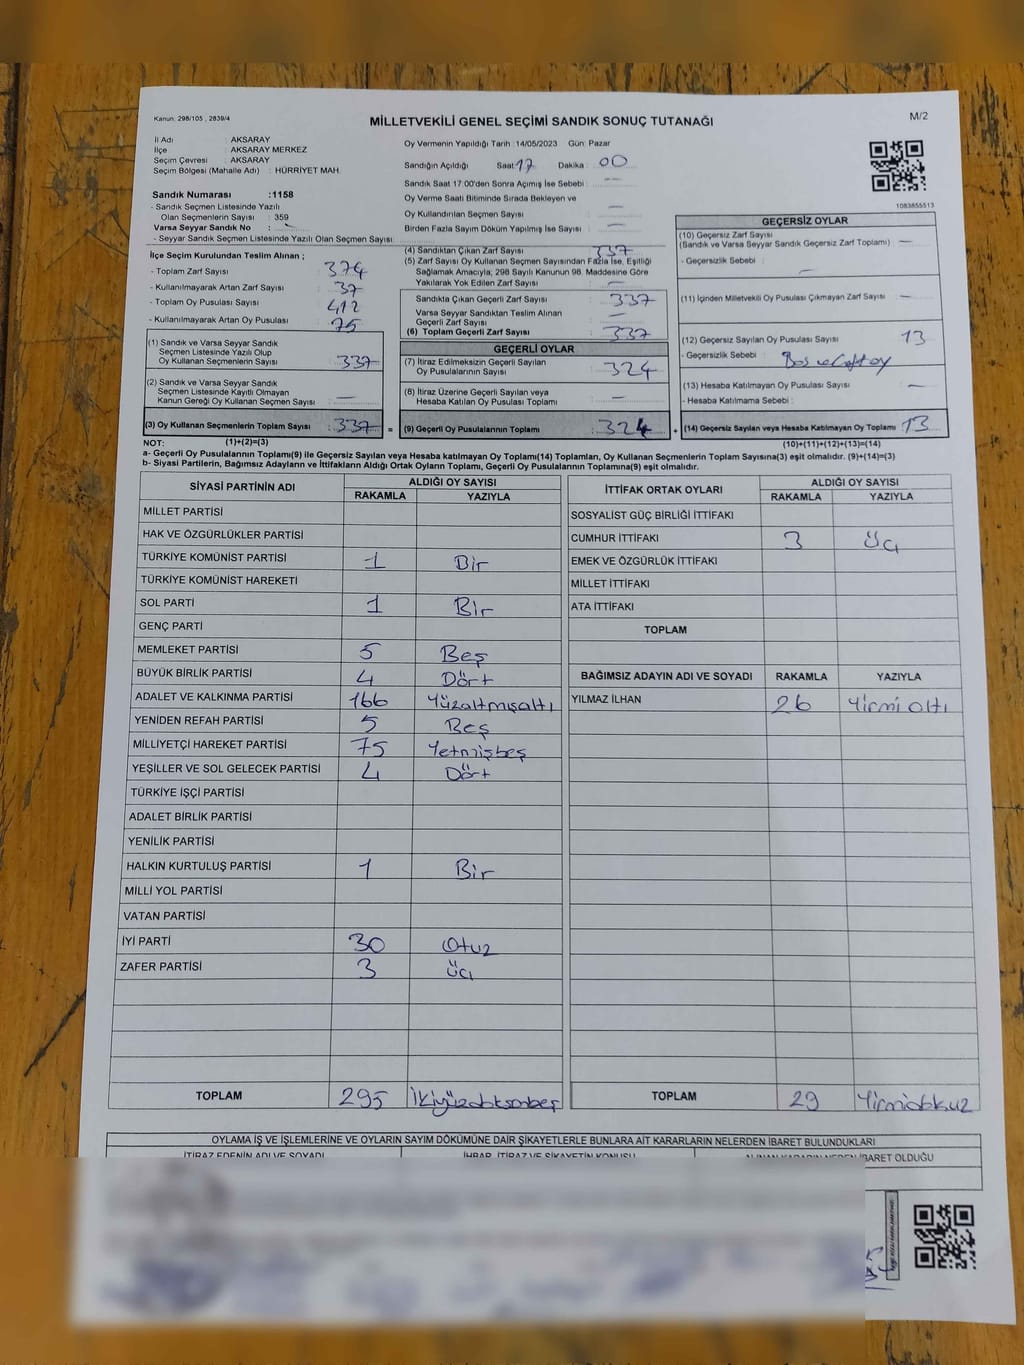 Kanun: 298/105 , 2839/4
MİLLETVEKİLİ GENEL SEÇİMİ SANDIK SONUÇ TUTANAĞI
M/2
İl Adı : AKSARAY
İlçe : AKSARAY MERKEZ
Seçim Çevresi : AKSARAY
Seçim Bölgesi (Mahalle Adı) : HÜRRİYET MAH.
Sandık Numarası :1158
- Sandık Seçmen Listesinde Yazılı
Olan Seçmenlerin Sayısı : 359
Varsa Seyyar Sandık No : -
- Seyyar Sandık Seçmen Listesinde Yazılı Olan Seçmen Sayısı
Oy Vermenin Yapıldığı Tarih :14/05/2023 Gün: Pazar
Sandığın Açıldığı Saat 17 Dakika : 00
Sandık Saat 17.00'den Sonra Açımış İse Sebebi : —
Oy Verme Saati Bitiminde Sırada Bekleyen ve
Oy Kullandırılan Seçmen Sayısı —
Birden Fazla Sayım Döküm Yapılmış İse Sayısı : —
1083855513
İlçe Seçim Kurulundan Teslim Alınan ;
- Toplam Zarf Sayısı : 374
- Kullanılmayarak Artan Zarf Sayısı : 37
- Toplam Oy Pusulası Sayısı : 412
- Kullanılmayarak Artan Oy Pusulası : 75
(1) Sandık ve Varsa Seyyar Sandık
Seçmen Listesinde Yazılı Olup
Oy Kullanan Seçmenlerin Sayısı : 337
(2) Sandık ve Varsa Seyyar Sandık
Seçmen Listesinde Kayıtlı Olmayan
Kanun Gereği Oy Kullanan Seçmen Sayısı : —
(3) Oy Kullanan Seçmenlerin Toplam Sayısı : 337
(4) Sandıktan Çıkan Zarf Sayısı 337
(5) Zarf Sayısı Oy Kullanan Seçmen Sayısından Fazla İse, Eşitliği
Sağlamak Amacıyla, 298 Sayılı Kanunun 98. Maddesine Göre
Yakılarak Yok Edilen Zarf Sayısı : —
Sandıkta Çıkan Geçerli Zarf Sayısı : 337
Varsa Seyyar Sandıktan Teslim Alınan
Geçerli Zarf Sayısı : —
(6) Toplam Geçerli Zarf Sayısı : 337
GEÇERLİ OYLAR
(7) İtiraz Edilmeksizin Geçerli Sayılan
Oy Pusulalarının Sayısı : 324
(8) İtiraz Üzerine Geçerli Sayılan veya
Hesaba Katılan Oy Pusulası Toplamı : —
= (9) Geçerli Oy Pusulalarının Toplamı : 324
GEÇERSİZ OYLAR
(10) Geçersiz Zarf Sayısı
(Sandık ve Varsa Seyyar Sandık Geçersiz Zarf Toplamı) : —
- Geçersizlik Sebebi : —
(11) İçinden Milletvekili Oy Pusulası Çıkmayan Zarf Sayısı : —
(12) Geçersiz Sayılan Oy Pusulası Sayısı : 13
- Geçersizlik Sebebi :
(13) Hesaba Katılmayan Oy Pusulası Sayısı : —
- Hesaba Katılmama Sebebi :
+ (14) Geçersiz Sayılan veya Hesaba Katılmayan Oy Toplamı : 13
NOT: (1)+(2)=(3)
(10)+(11)+(12)+(13)=(14)
a- Geçerli Oy Pusulaları Toplamı(9) ile Geçersiz Sayılan veya Hesaba katılmayan Oy Toplamı(14) Toplamları, Oy Kullanan Seçmenlerin Toplam Sayısına(3) eşit olmalıdır. (9)+(14)=(3)
b- Siyasi Partilerin, Bağımsız Adayların ve İttifakların Aldığı Ortak Oyların Toplamı, Geçerli Oy Pusulalarının Toplamına(9) eşit olmalıdır.
SİYASİ PARTİNİN ADI ALDIĞI OY SAYISI
RAKAMLA YAZIYLA
MİLLET PARTİSİ
HAK VE ÖZGÜRLÜKLER PARTİSİ
TÜRKİYE KOMÜNİST PARTİSİ 1 Bir
TÜRKİYE KOMÜNİST HAREKETİ
SOL PARTİ 1 Bir
GENÇ PARTİ
MEMLEKET PARTİSİ 5 Beş
BÜYÜK BİRLİK PARTİSİ 4 Dört
ADALET VE KALKINMA PARTİSİ 166 Yüzaltmışaltı
YENİDEN REFAH PARTİSİ 5 Beş
MİLLİYETÇİ HAREKET PARTİSİ 75 Yetmişbeş
YEŞİLLER VE SOL GELECEK PARTİSİ 4 Dört
TÜRKİYE İŞÇİ PARTİSİ
ADALET BİRLİK PARTİSİ
YENİLİK PARTİSİ
HALKIN KURTULUŞ PARTİSİ 1 Bir
MİLLİ YOL PARTİSİ
VATAN PARTİSİ
İYİ PARTİ 30 Otuz
ZAFER PARTİSİ 3 Üç
TOPLAM 295 İkiyüzdoksanbeş
İTTİFAK ORTAK OYLARI ALDIĞI OY SAYISI
RAKAMLA YAZIYLA
SOSYALİST GÜÇ BİRLİĞİ İTTİFAKI
CUMHUR İTTİFAKI 3 Üç
EMEK VE ÖZGÜRLÜK İTTİFAKI
MİLLET İTTİFAKI
ATA İTTİFAKI
TOPLAM
BAĞIMSIZ ADAYIN ADI VE SOYADI RAKAMLA YAZIYLA
YILMAZ İLHAN 26 Yirmi altı
TOPLAM 29 Yirmidokuz
OYLAMA İŞ VE İŞLEMLERİNE VE OYLARIN SAYIM DÖKÜMÜNE DAİR ŞİKAYETLERLE BUNLARA AİT KARARLARIN NELERDEN İBARET BULUNDUKLARI
İTİRAZ EDENİN ADI VE SOYADI İHBAR, İTİRAZ VE ŞİKAYETİN KONUSU İBARET OLDUĞU